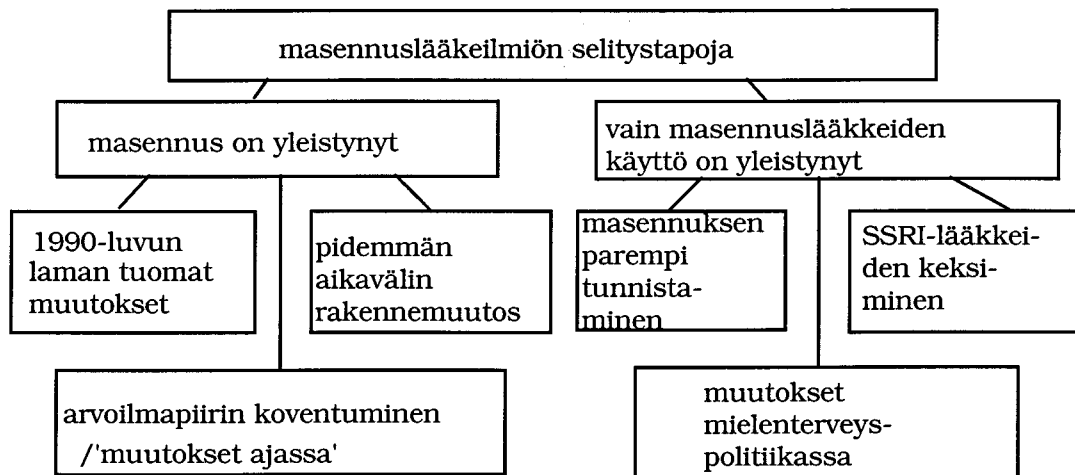 masennuslääkeilmiön selitystapoja
masennus on yleistynyt
vain masennuslääkkeiden
käyttö on yleistynyt
1990-luvun
laman tuomat
muutokset
pidemmän
aikavälin
rakennemuutos
masennuksen
parempi
tunnista-
minen
SSRI-lääkkei-
den keksi-
minen
arvoilmapiirin koventuminen
/'muutokset ajassa'
muutokset
mielenterveys-
politiikassa